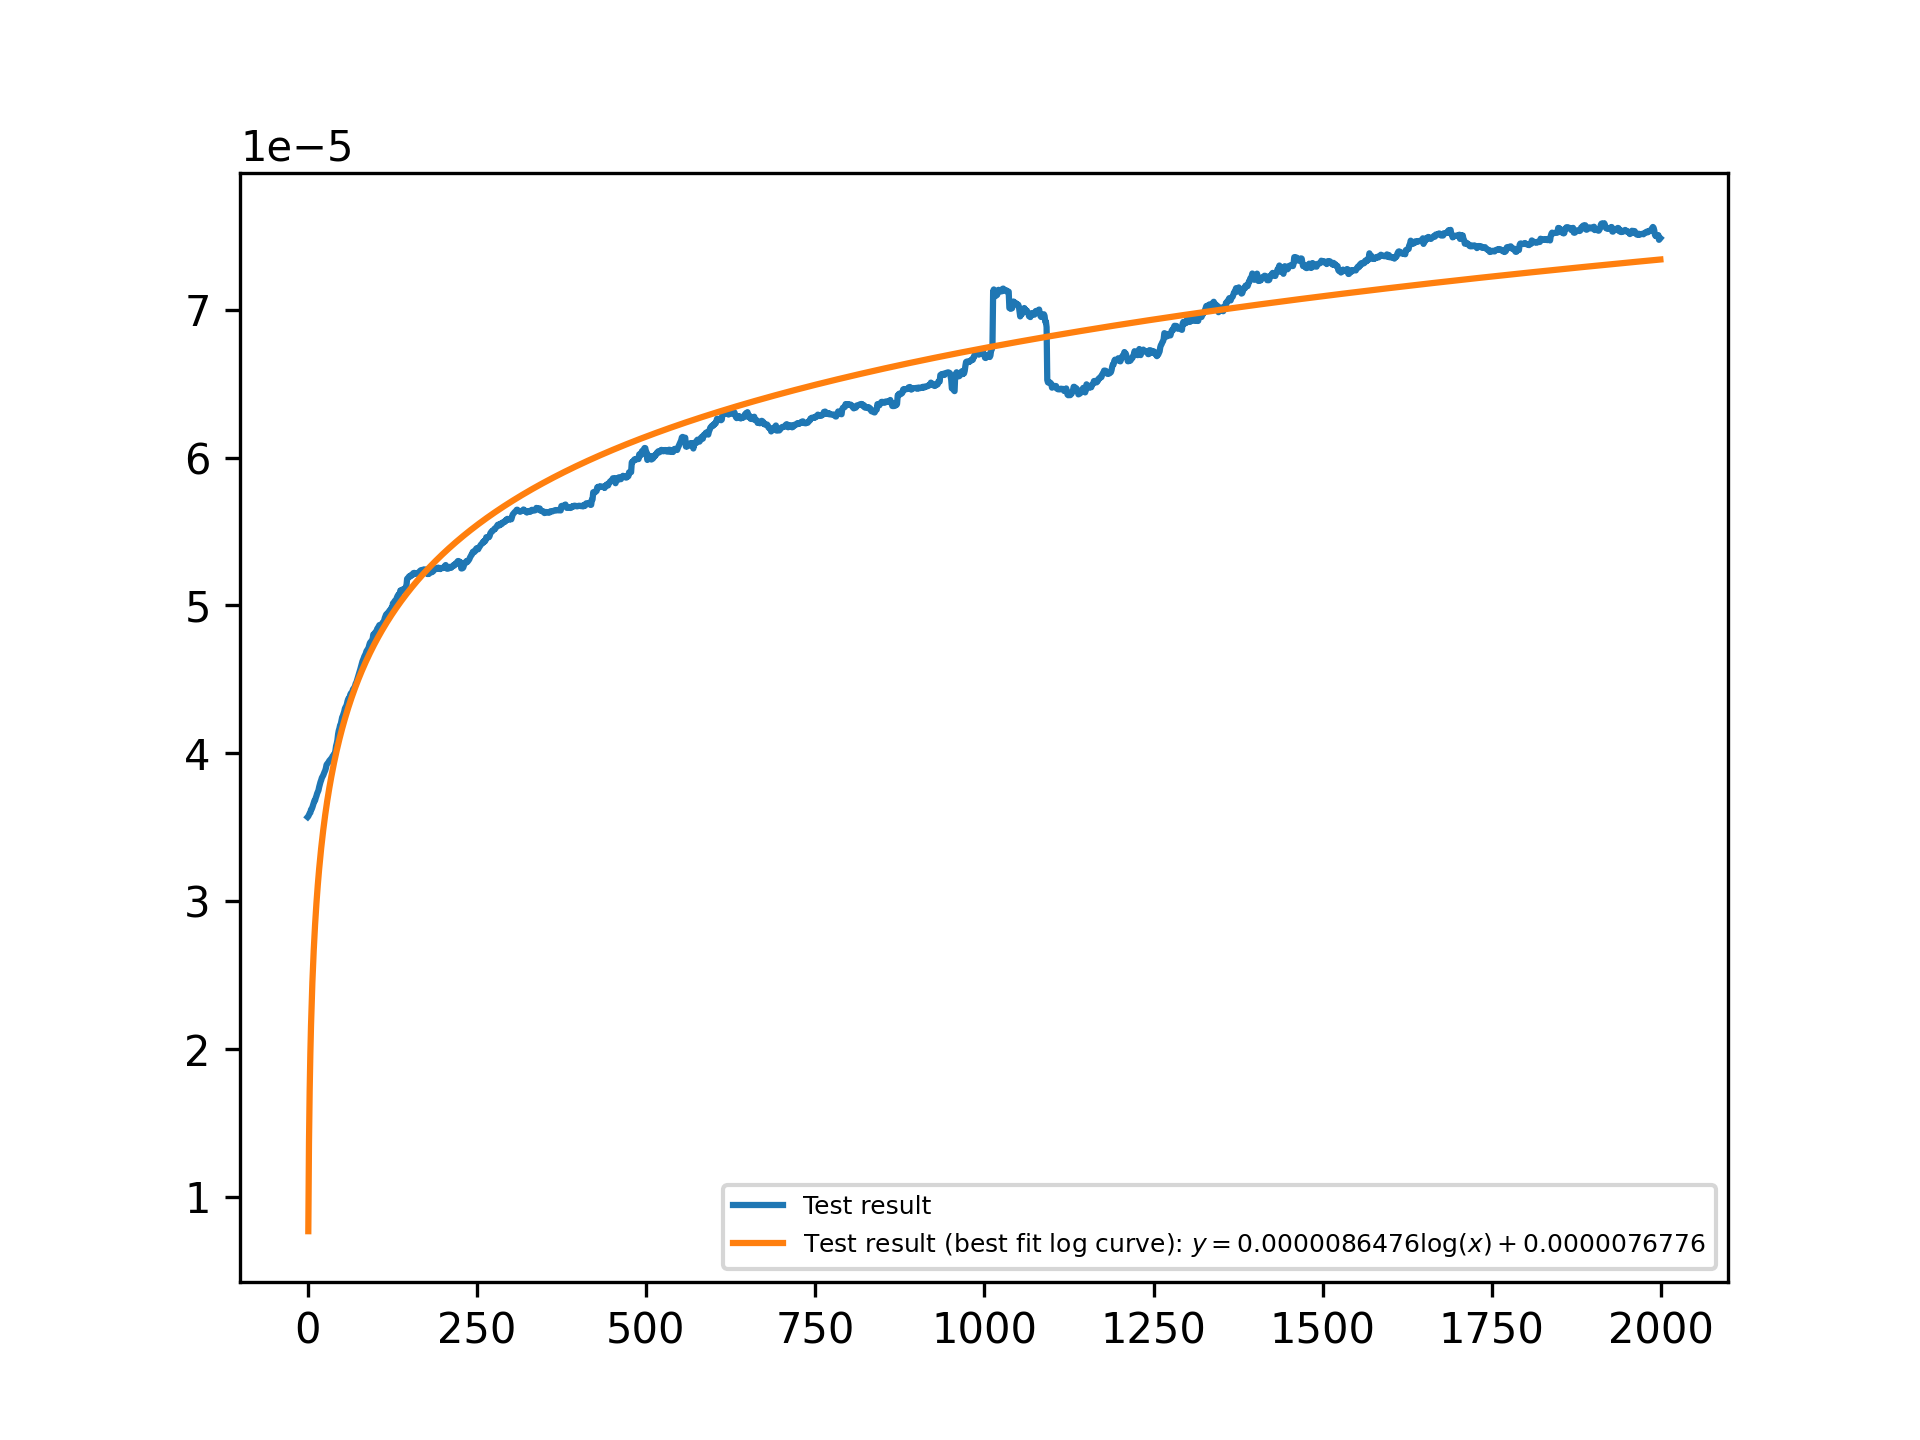 1e−5
7
6
5
4
3
2
1
Test result
Test result (best fit log curve): y = 0.0000086476log(x) + 0.0000076776
0 250 500 750 1000 1250 1500 1750 2000